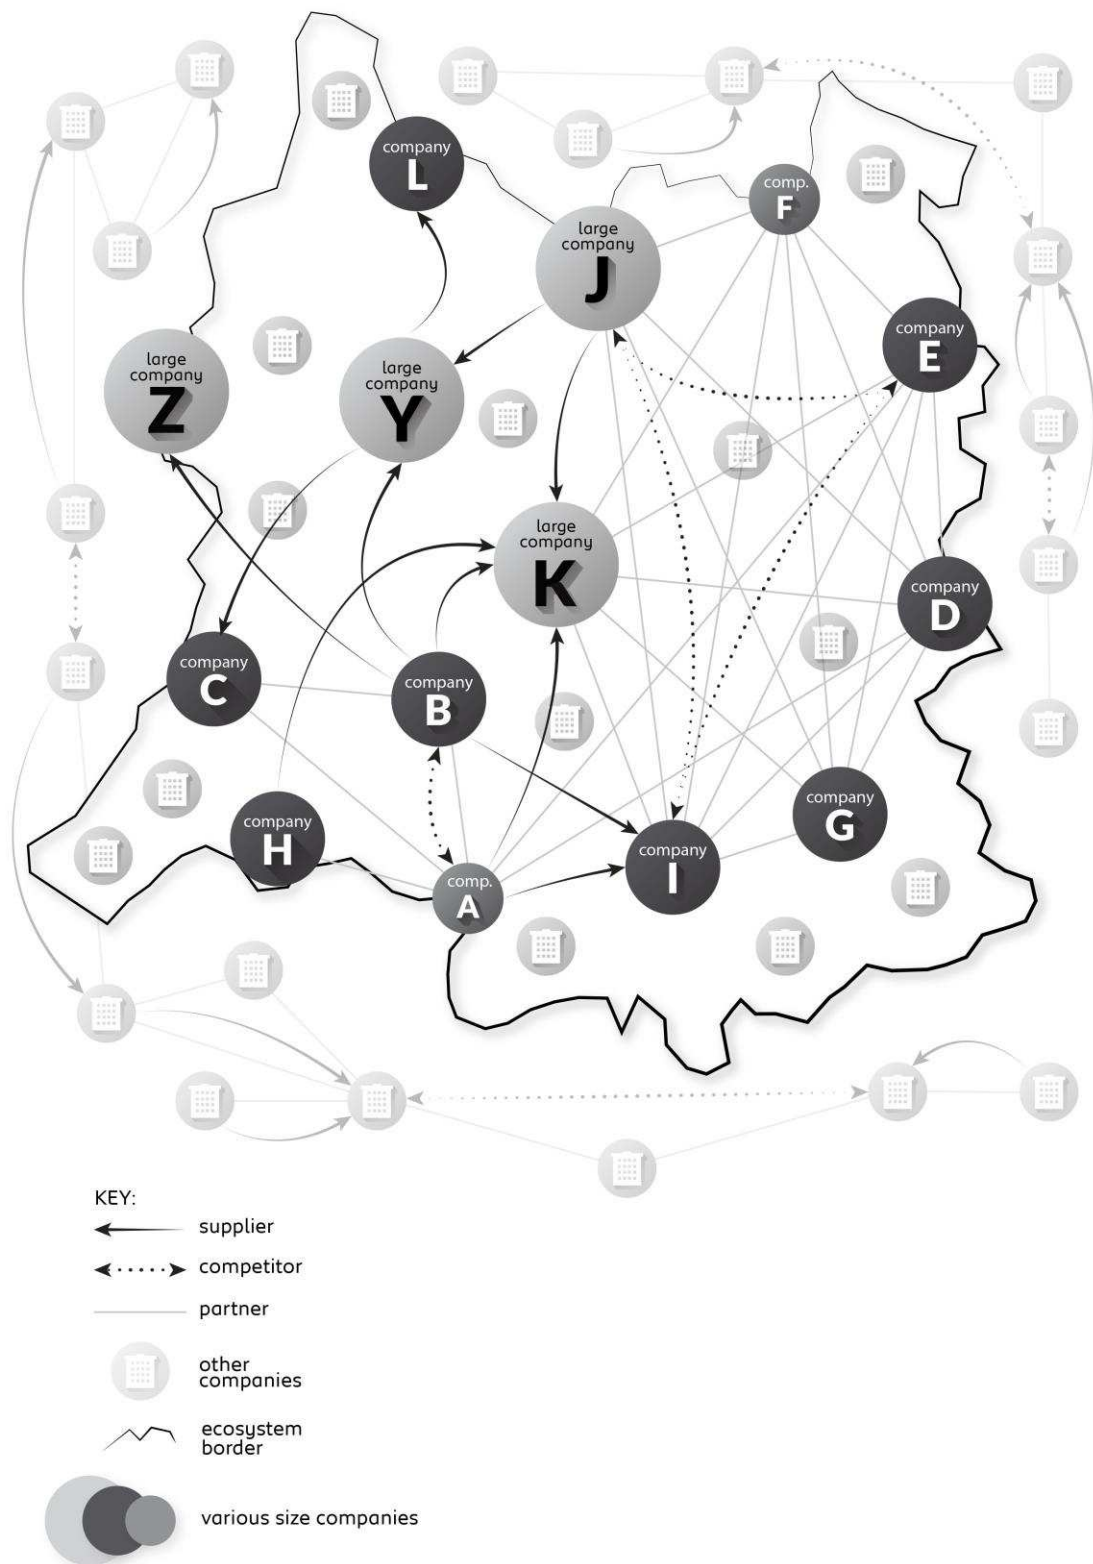 company
L
comp.
F
large
company
J
company
E
large
company
Z
large
company
Y
large
company
K
company
D
company
C
company
B
company
G
company
H
company
I
comp.
A
KEY:
supplier
competitor
partner
other
companies
ecosystem
border
various size companies